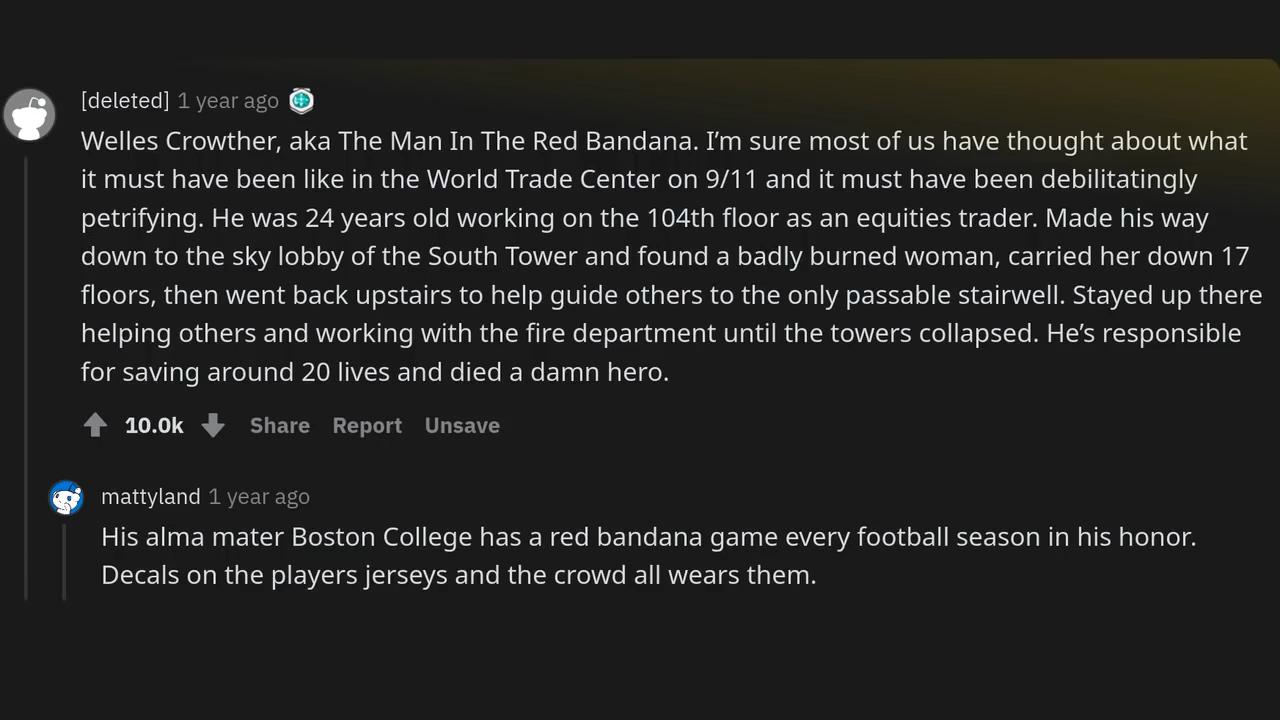 [deleted] 1 year ago
Welles Crowther, aka The Man In The Red Bandana. I’m sure most of us have thought about what
it must have been like in the World Trade Center on 9/11 and it must have been debilitatingly
petrifying. He was 24 years old working on the 104th floor as an equities trader. Made his way
down to the sky lobby of the South Tower and found a badly burned woman, carried her down 17
floors, then went back upstairs to help guide others to the only passable stairwell. Stayed up there
helping others and working with the fire department until the towers collapsed. He’s responsible
for saving around 20 lives and died a damn hero.
10.0k Share Report Unsave
mattyland 1 year ago
His alma mater Boston College has a red bandana game every football season in his honor.
Decals on the players jerseys and the crowd all wears them.